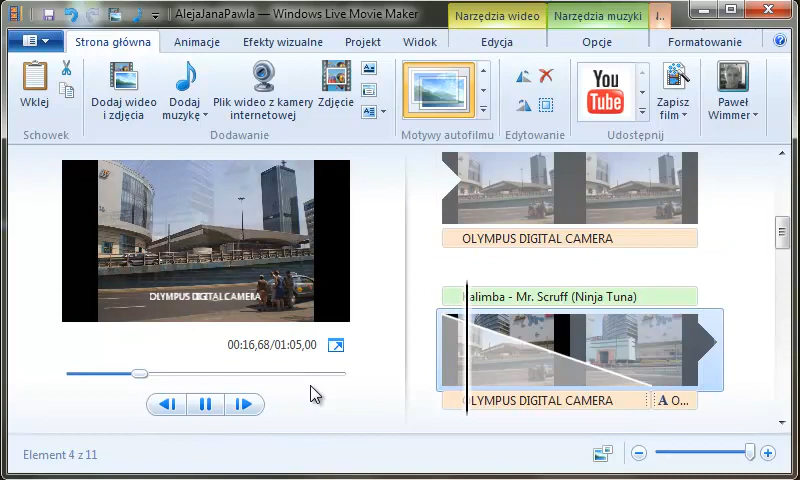 AlejaJanaPawla — Windows Live Movie Maker
Narzędzia wideo
Narzędzia muzyki
Strona główna
Animacje
Efekty wizualne
Projekt
Widok
Edycja
Opcje
Formatowanie
Wklej
Dodaj wideo i zdjęcia
Dodaj muzykę
Plik wideo z kamery internetowej
Zdjęcie
You Tube
Zapisz film
Paweł Wimmer
Schowek
Dodawanie
Motywy autofilmu
Edytowanie
Udostępnij
OLYMPUS DIGITAL CAMERA
00:16,68/01:05,00
OLYMPUS DIGITAL CAMERA
alimba - Mr. Scruff (Ninja Tuna)
LYMPUS DIGITAL CAMERA
A O...
Element 4 z 11